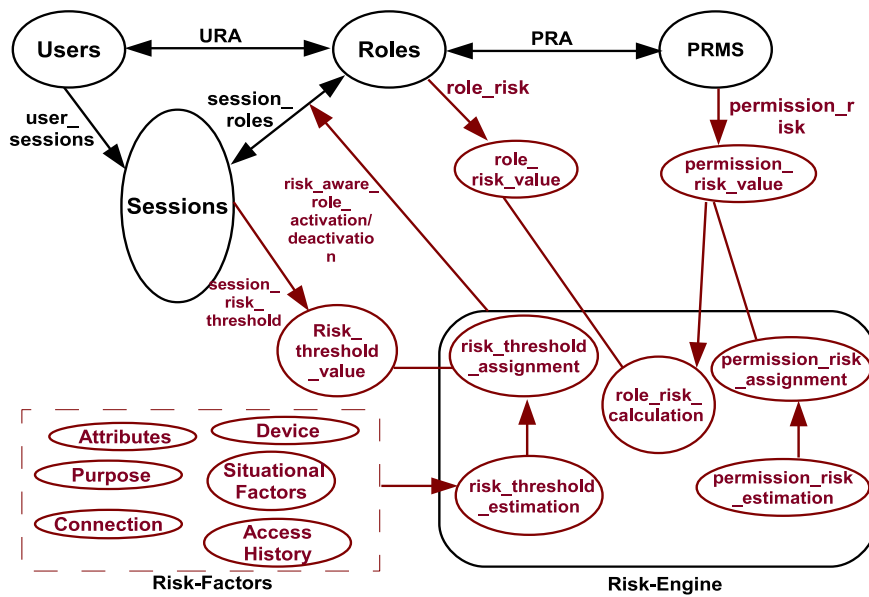 Users
URA
Roles
PRA
PRMS
user_
sessions
session_
roles
role_risk
permission_r
isk
role_
risk_value
permission_
risk_value
Sessions
risk_aware_
role_
activation/
deactivatio
n
session_
risk_
threshold
Risk_
threshold
_value
risk_threshold
_assignment
role_risk_
calculation
permission_risk
_assignment
Attributes
Device
Purpose
Situational
Factors
Connection
Access
History
risk_threshold
_estimation
permission_risk
_estimation
Risk-Factors
Risk-Engine